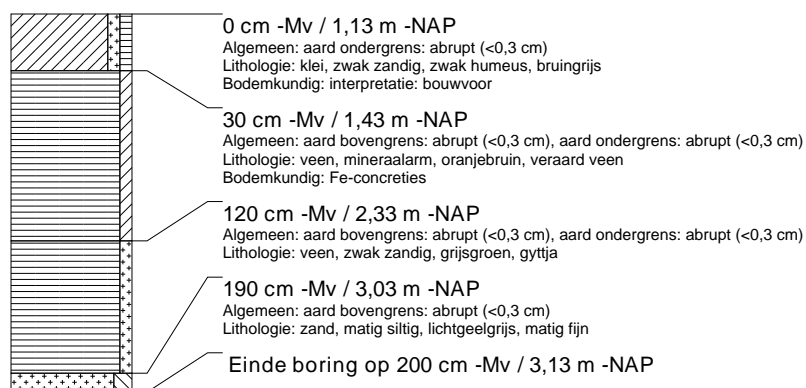 0 cm -Mv / 1,13 m -NAP
Algemeen: aard ondergrens: abrupt (<0,3 cm)
Lithologie: klei, zwak zandig, zwak humeus, bruingrijs
Bodemkundig: interpretatie: bouwvoor
30 cm -Mv / 1,43 m -NAP
Algemeen: aard bovengrens: abrupt (<0,3 cm), aard ondergrens: abrupt (<0,3 cm)
Lithologie: veen, mineraalarm, oranjebruin, veraard veen
Bodemkundig: Fe-concreties
120 cm -Mv / 2,33 m -NAP
Algemeen: aard bovengrens: abrupt (<0,3 cm), aard ondergrens: abrupt (<0,3 cm)
Lithologie: veen, zwak zandig, grijsgroen, gyttja
190 cm -Mv / 3,03 m -NAP
Algemeen: aard bovengrens: abrupt (<0,3 cm)
Lithologie: zand, matig siltig, lichtgeelgrijs, matig fijn
Einde boring op 200 cm -Mv / 3,13 m -NAP